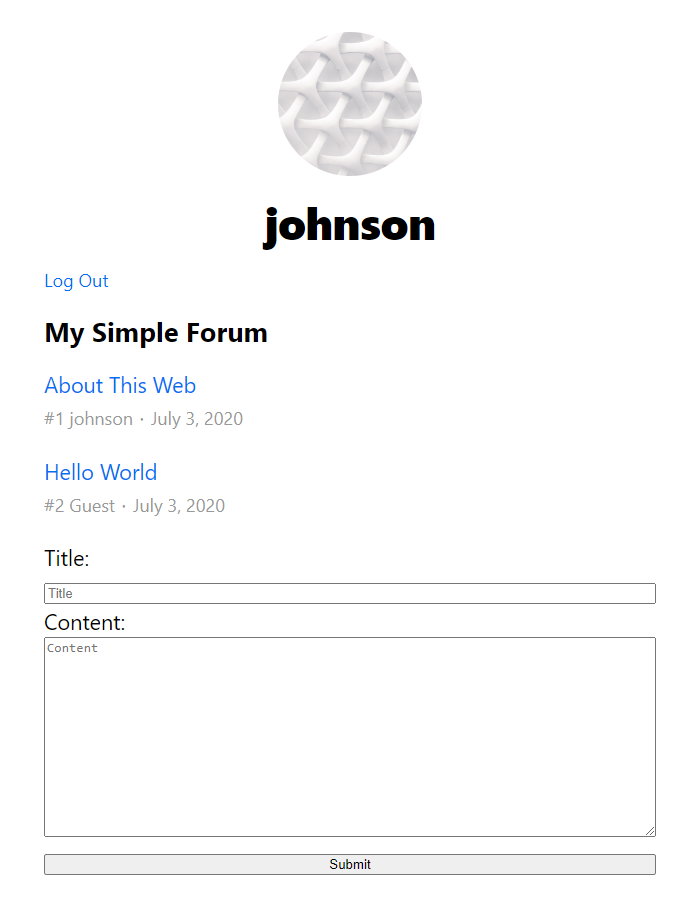 johnson
Log Out
My Simple Forum
About This Web
#1 johnson · July 3, 2020
Hello World
#2 Guest · July 3, 2020
Title:
Title
Content:
Content
Submit